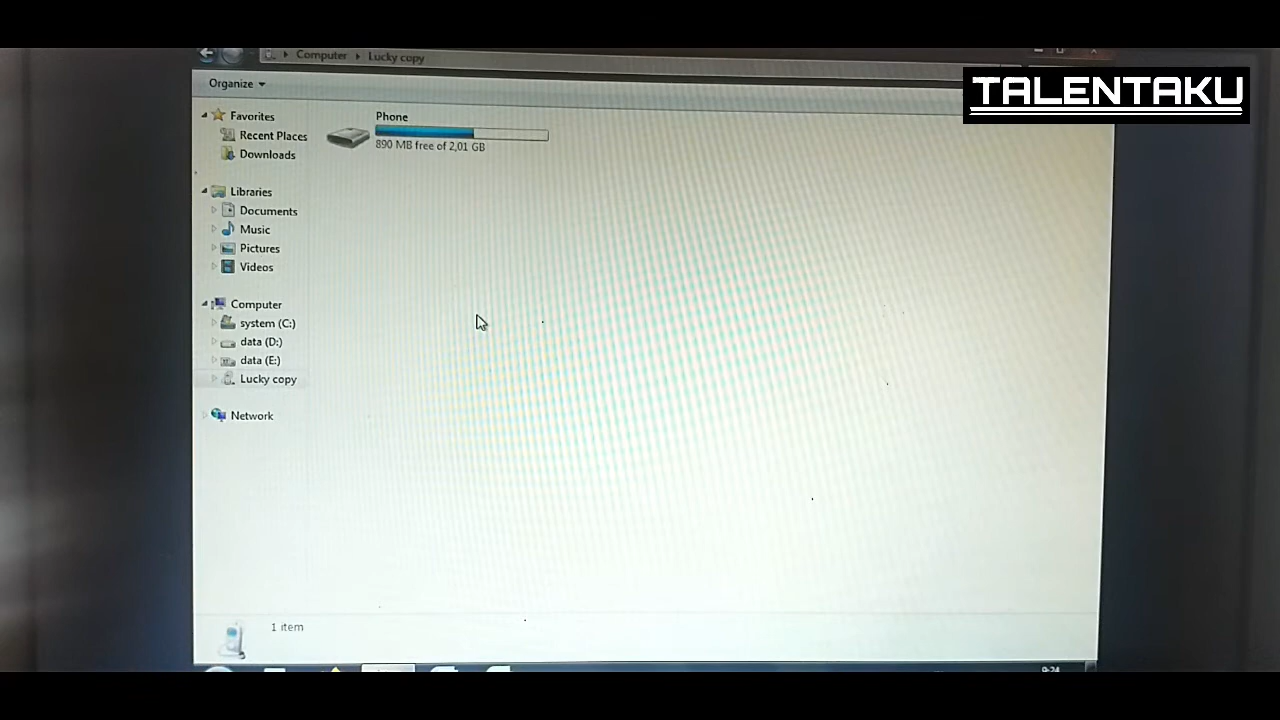 Computer Lucky copy
TALENTAKU
Organize
Favorites
Recent Places
Downloads
Libraries
Documents
Music
Pictures
Videos
Computer
system (C:)
data (D:)
data (E:)
Lucky copy
Network
Phone
890 MB free of 2,01 GB
1 item